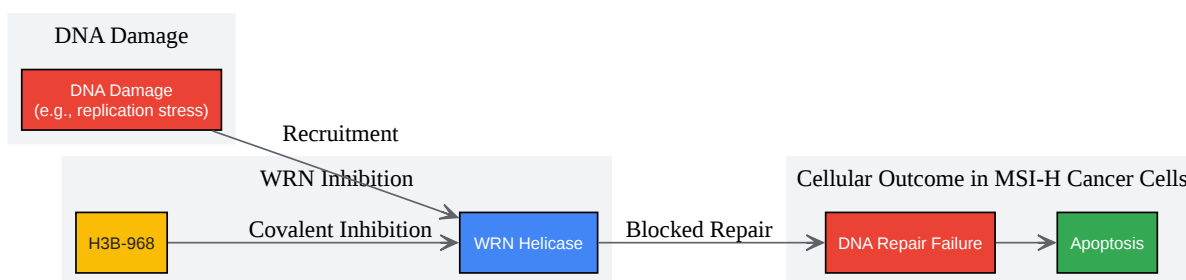 DNA Damage
DNA Damage
(e.g., replication stress)
Recruitment
WRN Inhibition
Cellular Outcome in MSI-H Cancer Cells
H3B-968
Covalent Inhibition
WRN Helicase
Blocked Repair
DNA Repair Failure
Apoptosis